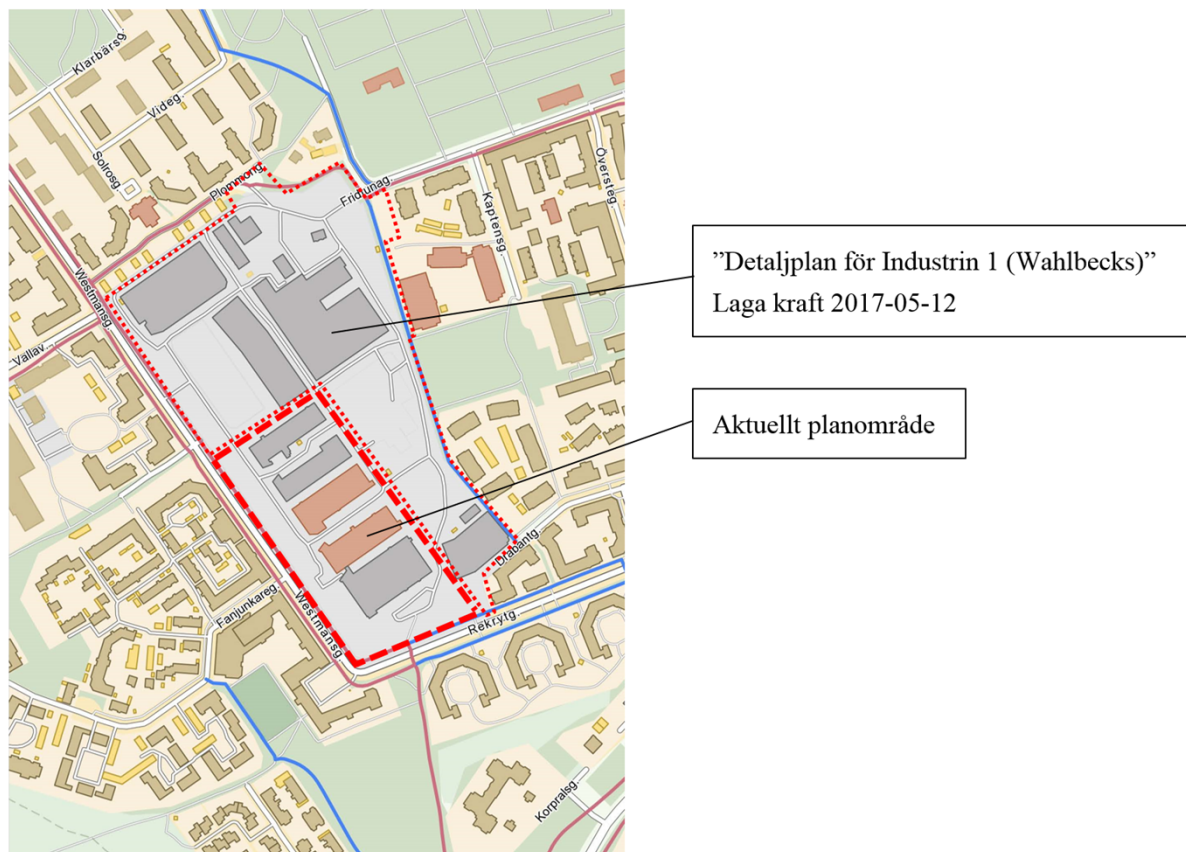 Klarbärsg.
Videg.
Solrosg.
Plommong.
Fridtunag.
Kaptensg.
Översteg.
Westmansg.
Vallav...
”Detaljplan för Industrin 1 (Wahlbecks)”
Laga kraft 2017-05-12
Aktuellt planområde
Drabantg.
Fanjunkareg.
Westmansg.
Rekrytg.
Korpralsg.